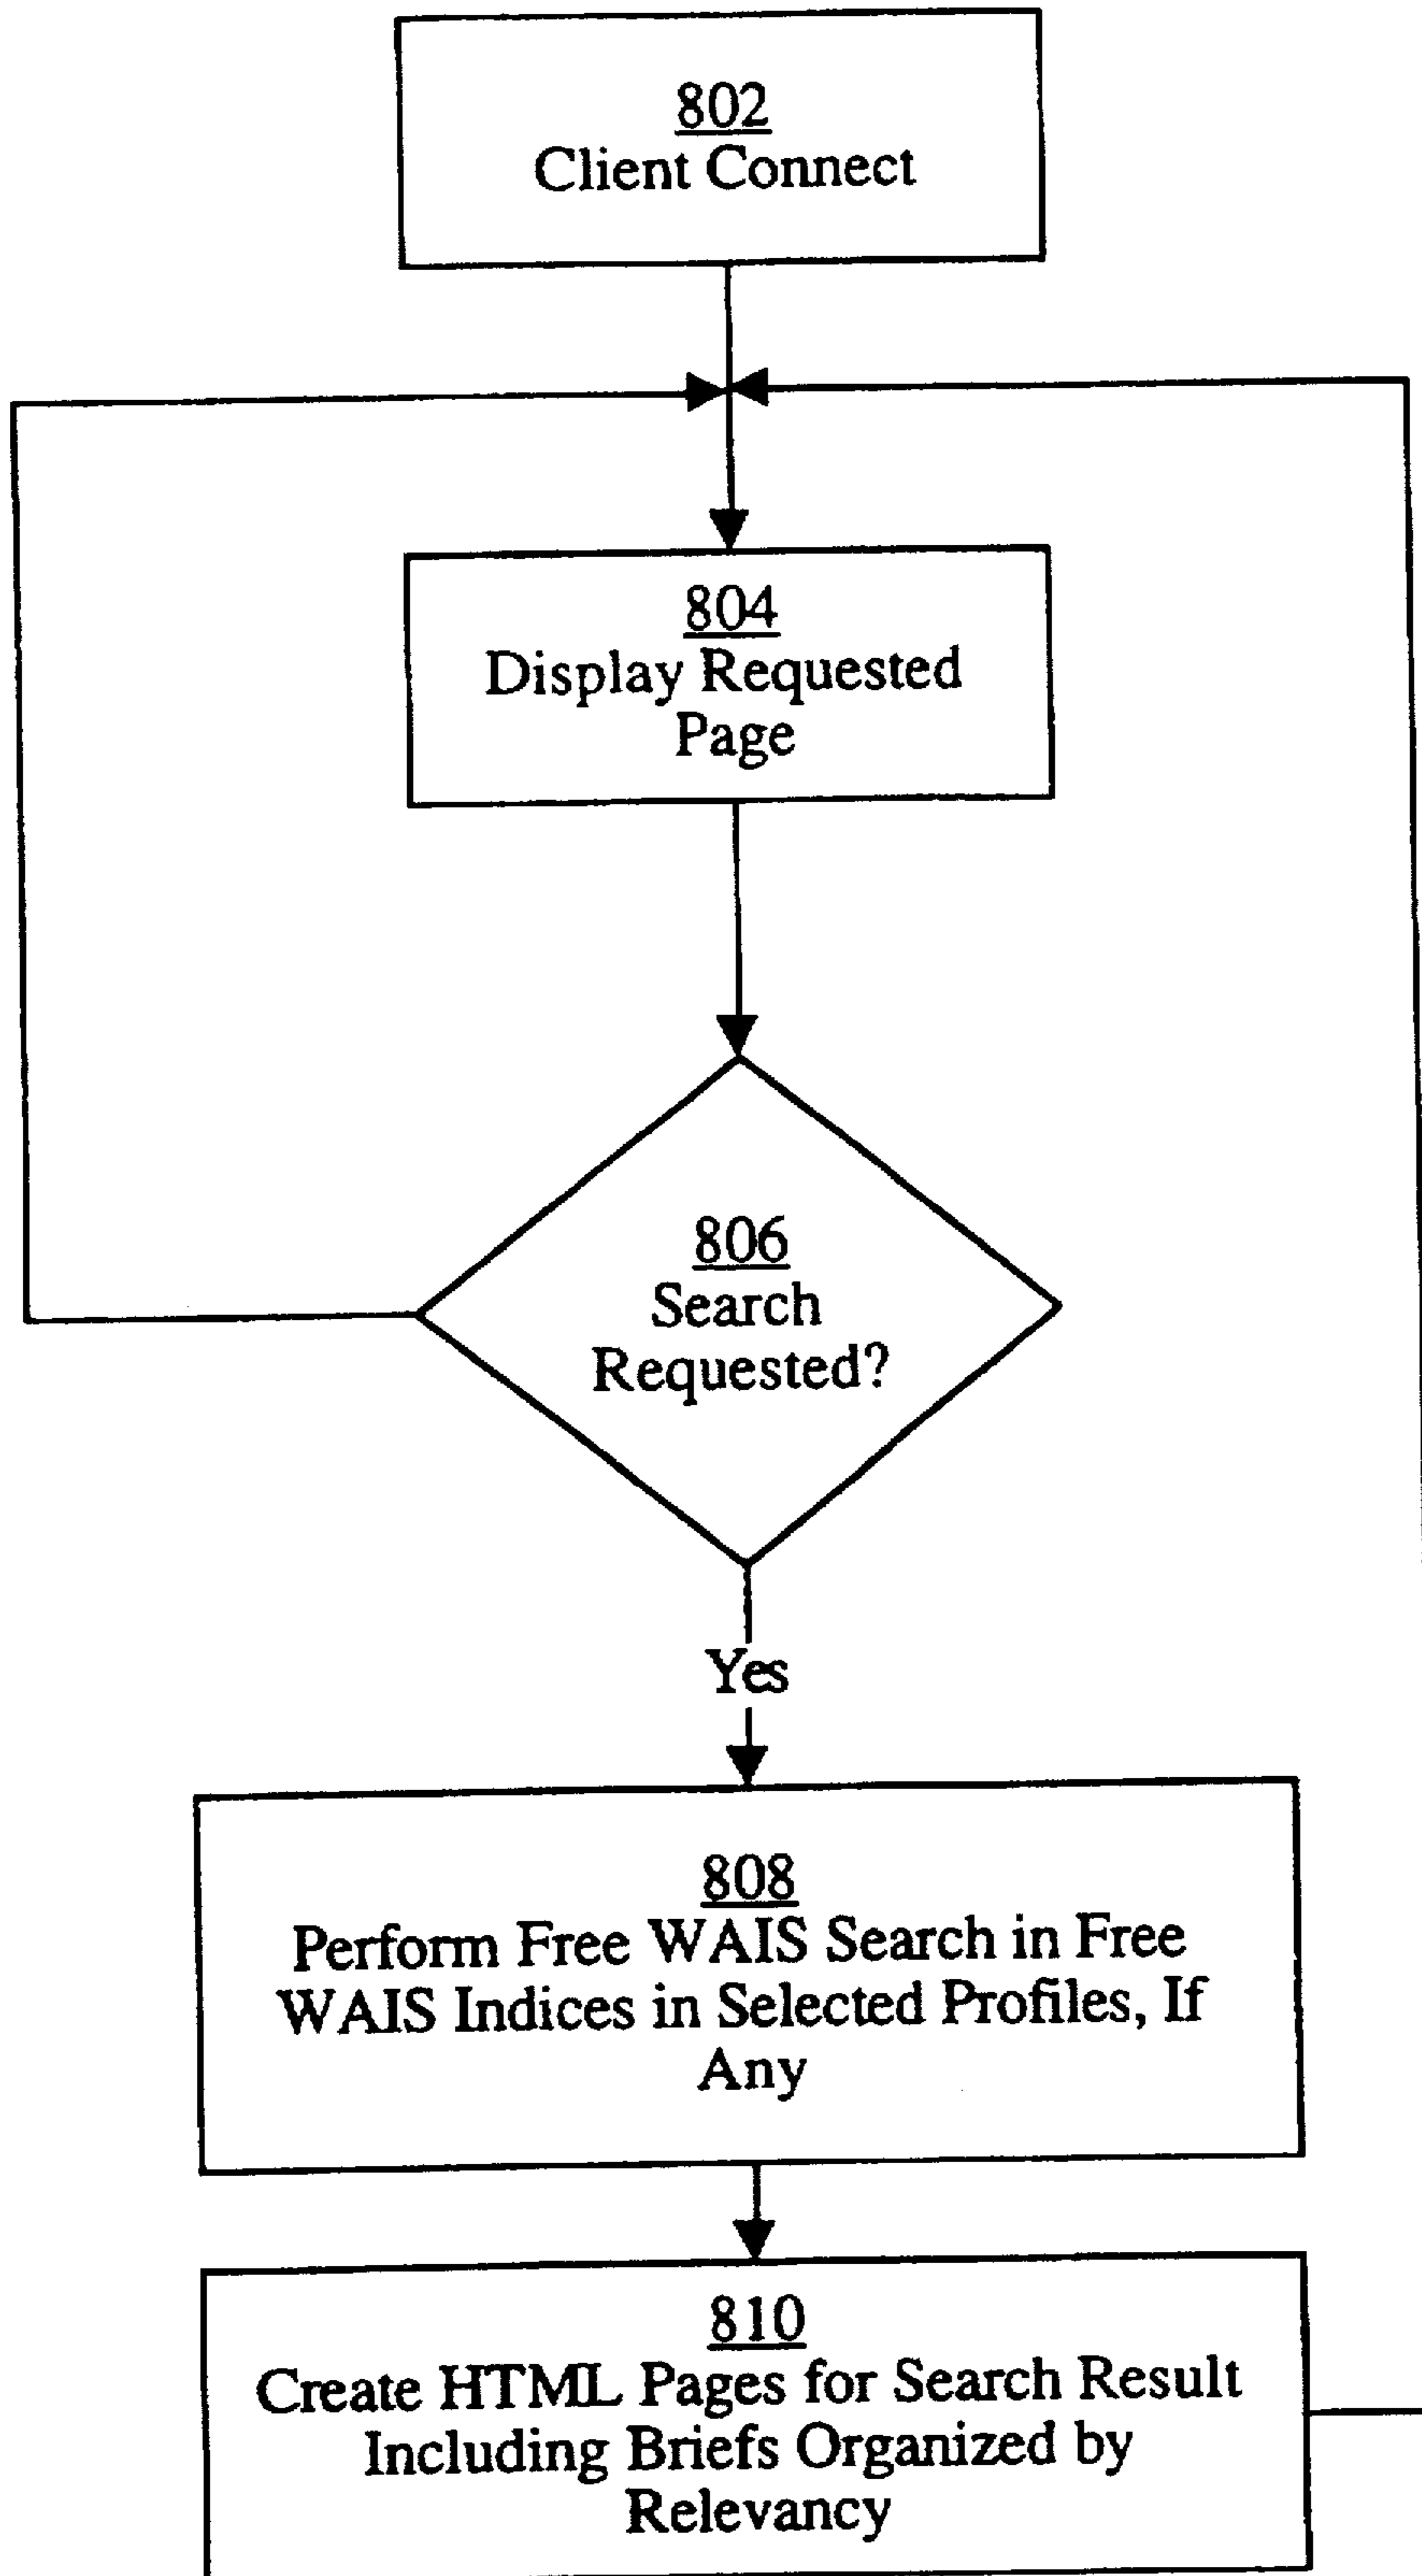 802
Client Connect
804
Display Requested
Page
806
Search
Requested?
Yes
808
Perform Free WAIS Search in Free
WAIS Indices in Selected Profiles, If
Any
810
Create HTML Pages for Search Result
Including Briefs Organized by
Relevancy